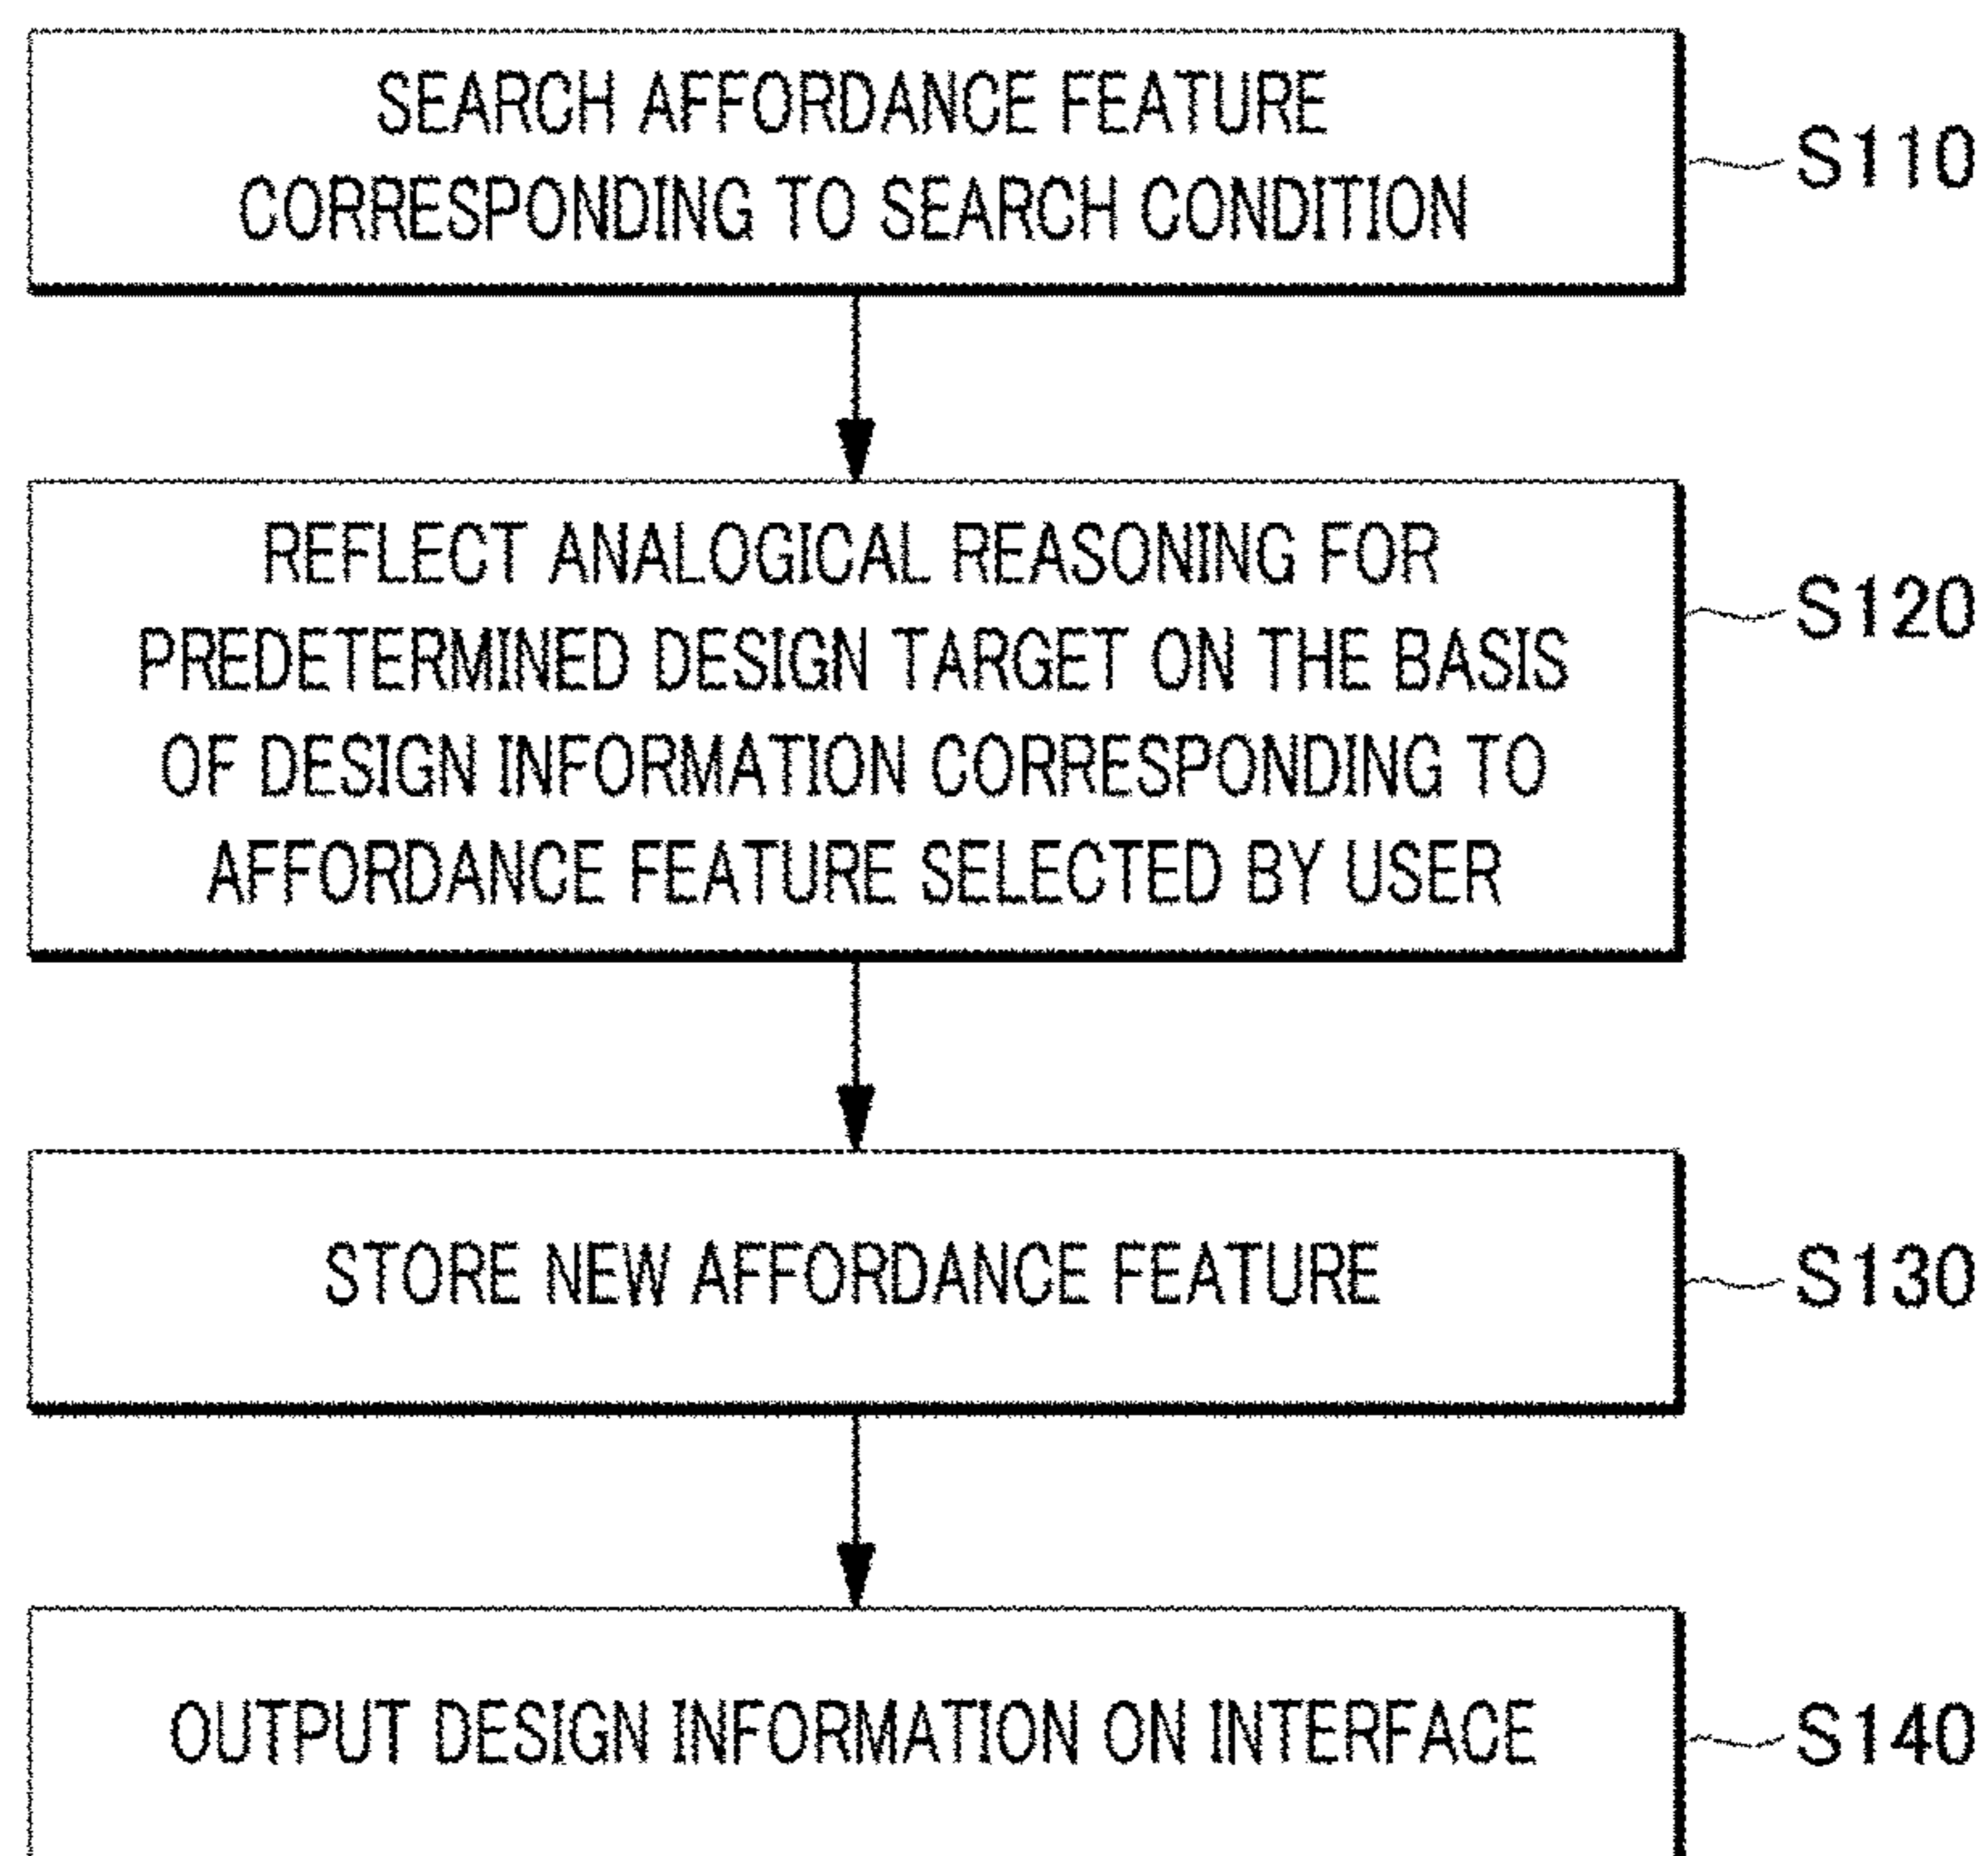 SEARCH AFFORDANCE FEATURE
CORRESPONDING TO SEARCH CONDITION
S110
REFLECT ANALOGICAL REASONING FOR
PREDETERMINED DESIGN TARGET ON THE BASIS
OF DESIGN INFORMATION CORRESPONDING TO
AFFORDANCE FEATURE SELECTED BY USER
S120
STORE NEW AFFORDANCE FEATURE
S130
OUTPUT DESIGN INFORMATION ON INTERFACE
S140